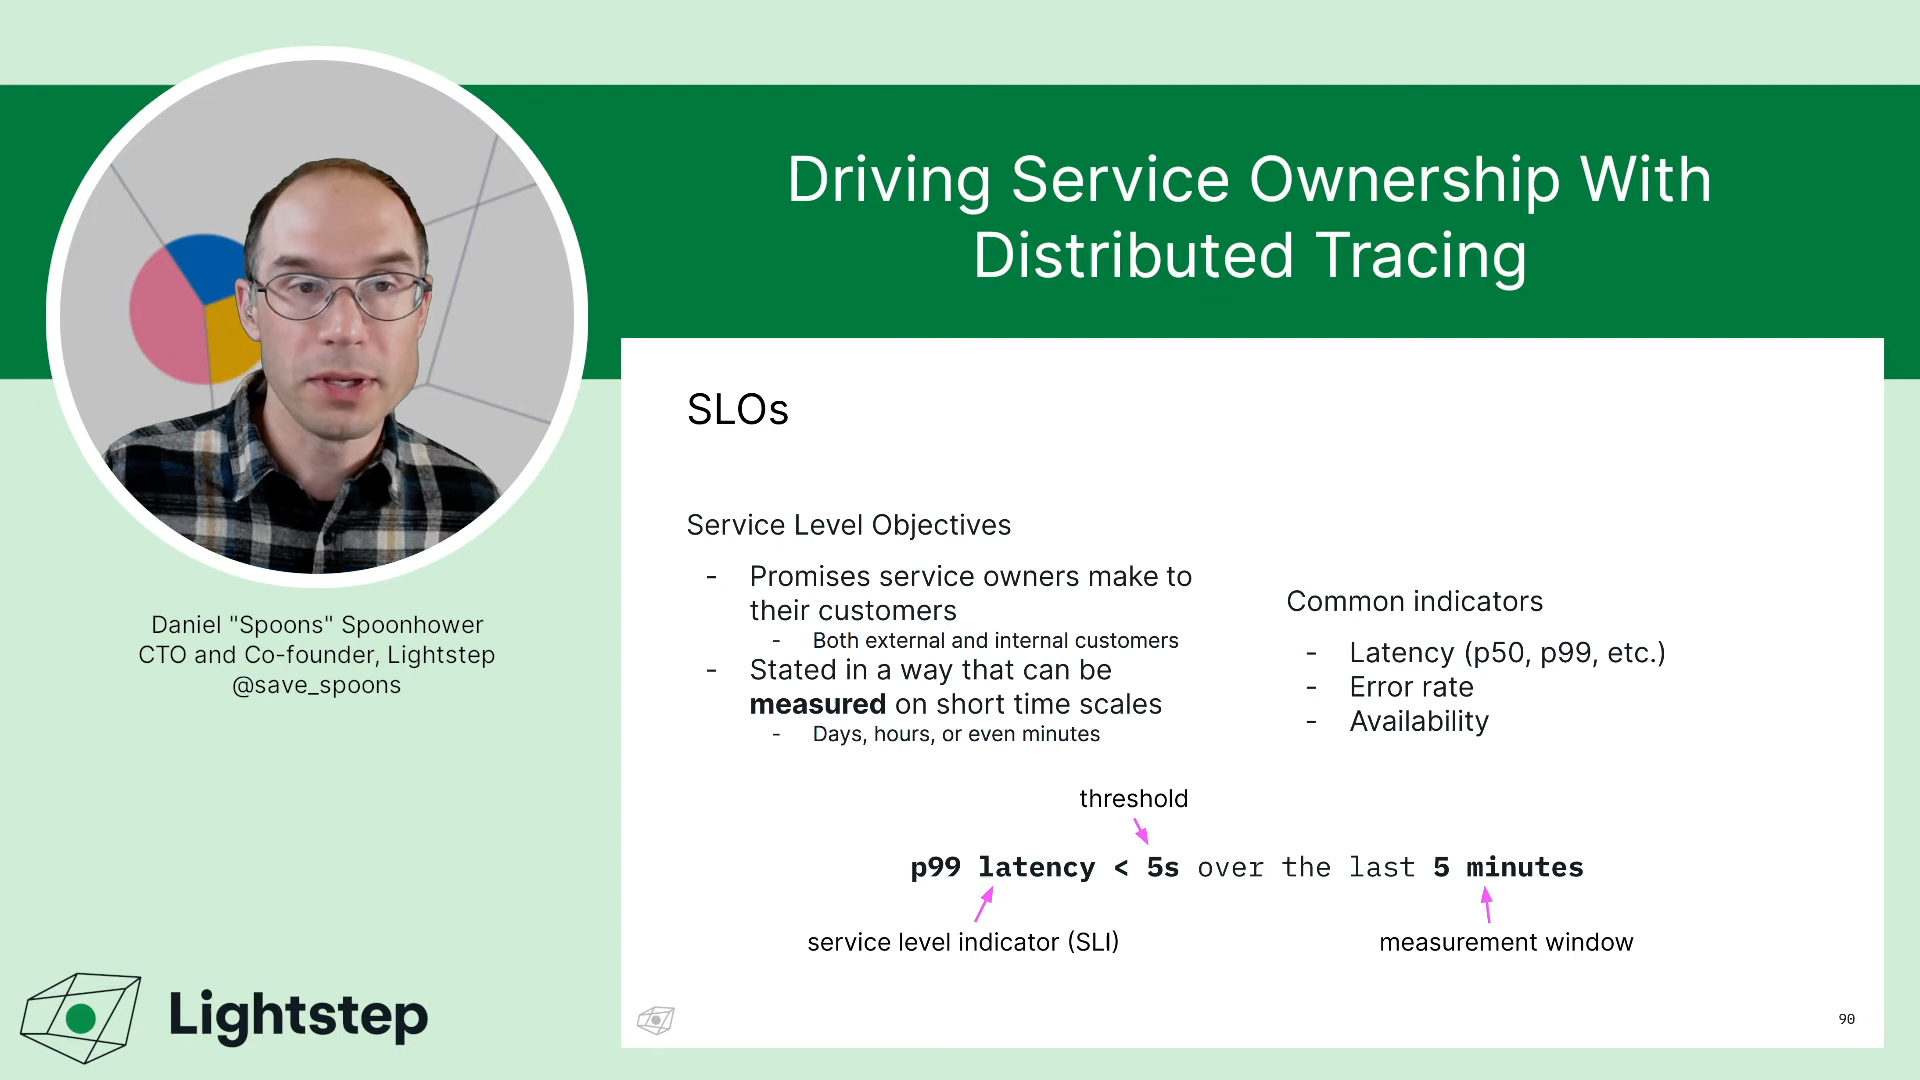 Driving Service Ownership With
Distributed Tracing
Daniel "Spoons" Spoonhower
CTO and Co-founder, Lightstep
@save_spoons
Lightstep
SLOs
Service Level Objectives
- Promises service owners make to
their customers
- Both external and internal customers
- Stated in a way that can be
measured on short time scales
- Days, hours, or even minutes
Common indicators
- Latency (p50, p99, etc.)
- Error rate
- Availability
threshold
p99 latency < 5s over the last 5 minutes
service level indicator (SLI)
measurement window
90